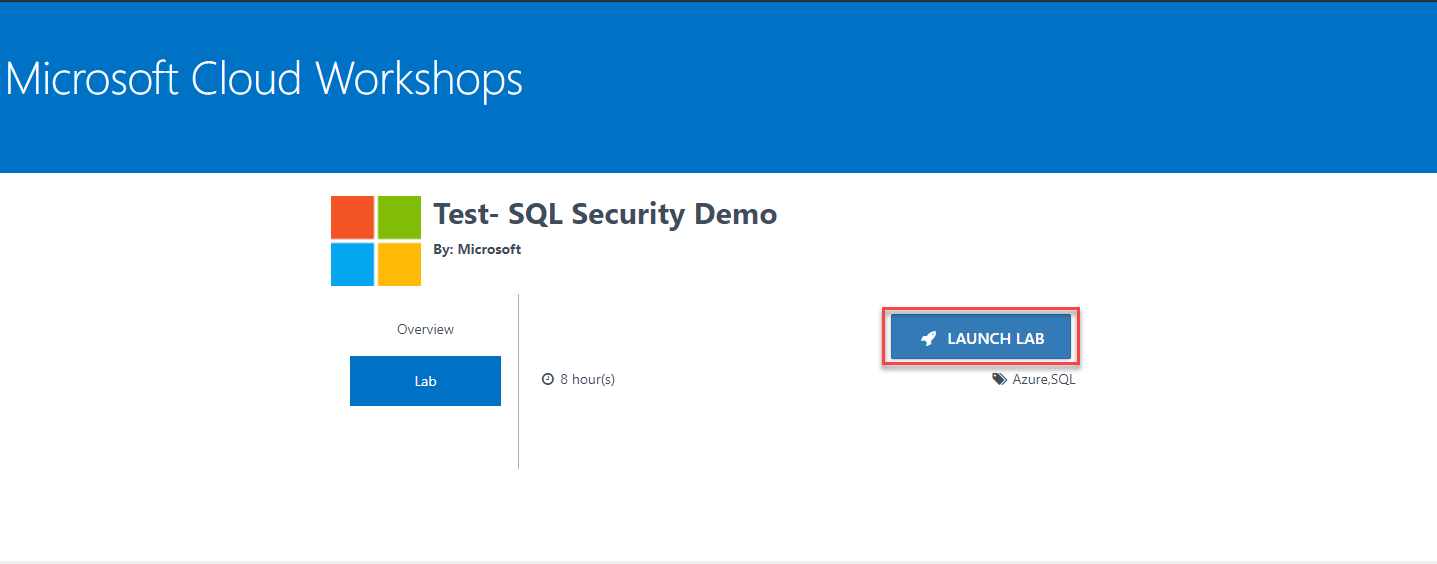 Microsoft Cloud Workshops
Test- SQL Security Demo
By: Microsoft
Overview
LAUNCH LAB
Lab
8 hour(s)
Azure,SQL